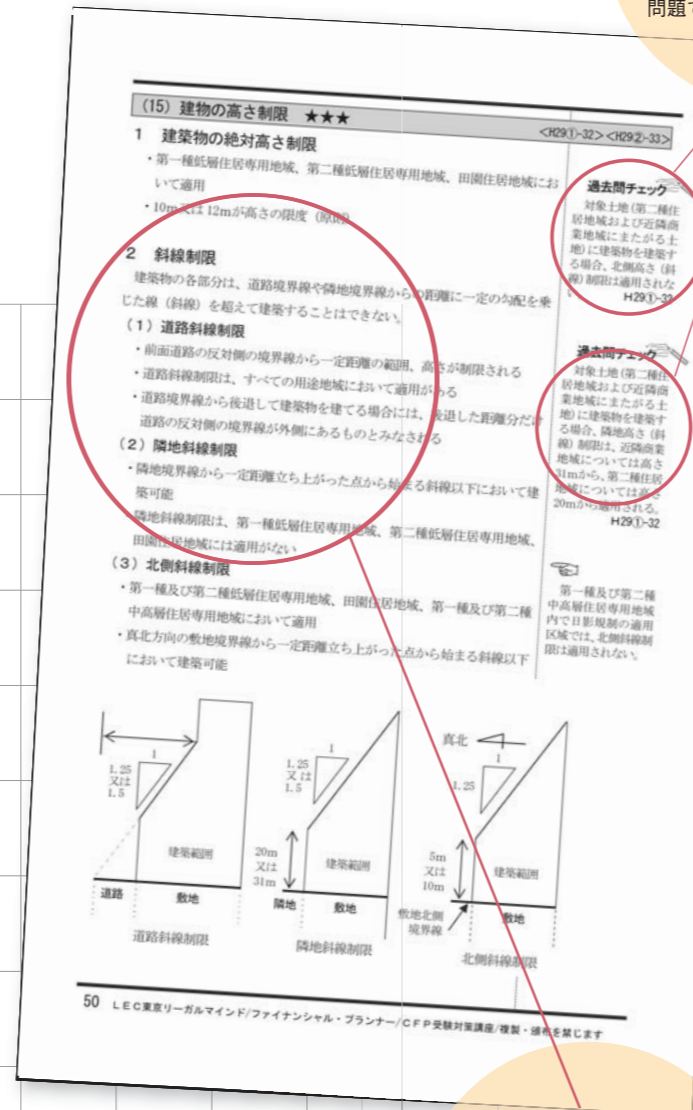 問題で
(15) 建物の高さ制限 ★★★
<H29①-32><H29②-33>
1 建築物の絶対高さ制限
・第一種低層住居専用地域、第二種低層住居専用地域、田園住居地域にお
いて適用
・10m又は12mが高さの限度(原則)
2 斜線制限
建築物の各部分は、道路境界線や隣地境界線からの距離に一定の勾配を乗
じた線(斜線)を超えて建築することはできない。
(1)道路斜線制限
・前面道路の反対側の境界線から一定距離の範囲、高さが制限される
・道路斜線制限は、すべての用途地域において適用がある
・道路境界から後退して建築物を建てる場合には、後退した距離分だけ
道路の反対側の境界線が外側にあるものとみなされる
(2)隣地斜線制限
・隣地境界線から一定距離立ち上がった点から始まる斜線以下において建
築可能
隣地斜線制限は、第一種低層住居専用地域、第二種低層住居専用地域、
田園住居地域には適用がない
(3)北側斜線制限
・第一種及び第二種低層住居専用地域、田園住居地域、第一種及び第二種
中高層住居専用地域において適用
・真北方向の敷地境界線から一定距離立ち上がった点から始まる斜線以下
において建築可能
過去問チェック
対象土地(第二種住
居地域および近隣商
業地域にまたがる土
地)に建築物を建築す
る場合、北側高さ(斜
線)制限は適用されな
い。
H29①-32
過去問チェック
対象土地(第二種住
居地域および近隣商
業地域にまたがる土
地)に建築物を建築す
る場合、隣地高さ(斜
線)制限は、近隣商業
地域については高さ
31mから、第二種住居
地域については高さ
20mから適用される。
H29①-32
第一種及び第二種
中高層住居専用地域
内で日影規制の適用
区域では、北側斜線制
限は適用されない。
1
1.25
又は
1.5
建築範囲
道路
敷地
道路斜線制限
1
1.25
又は
1.5
20m
又は
31m
建築範囲
隣地
敷地
隣地斜線制限
真北
1
1.25
5m
又は
10m
建築範囲
敷地北側
境界線
敷地
北側斜線制限
50 LEC東京リーガルマインド/ファイナンシャル・プランナー/CFP受験対策講座/複製・頒布を禁じます